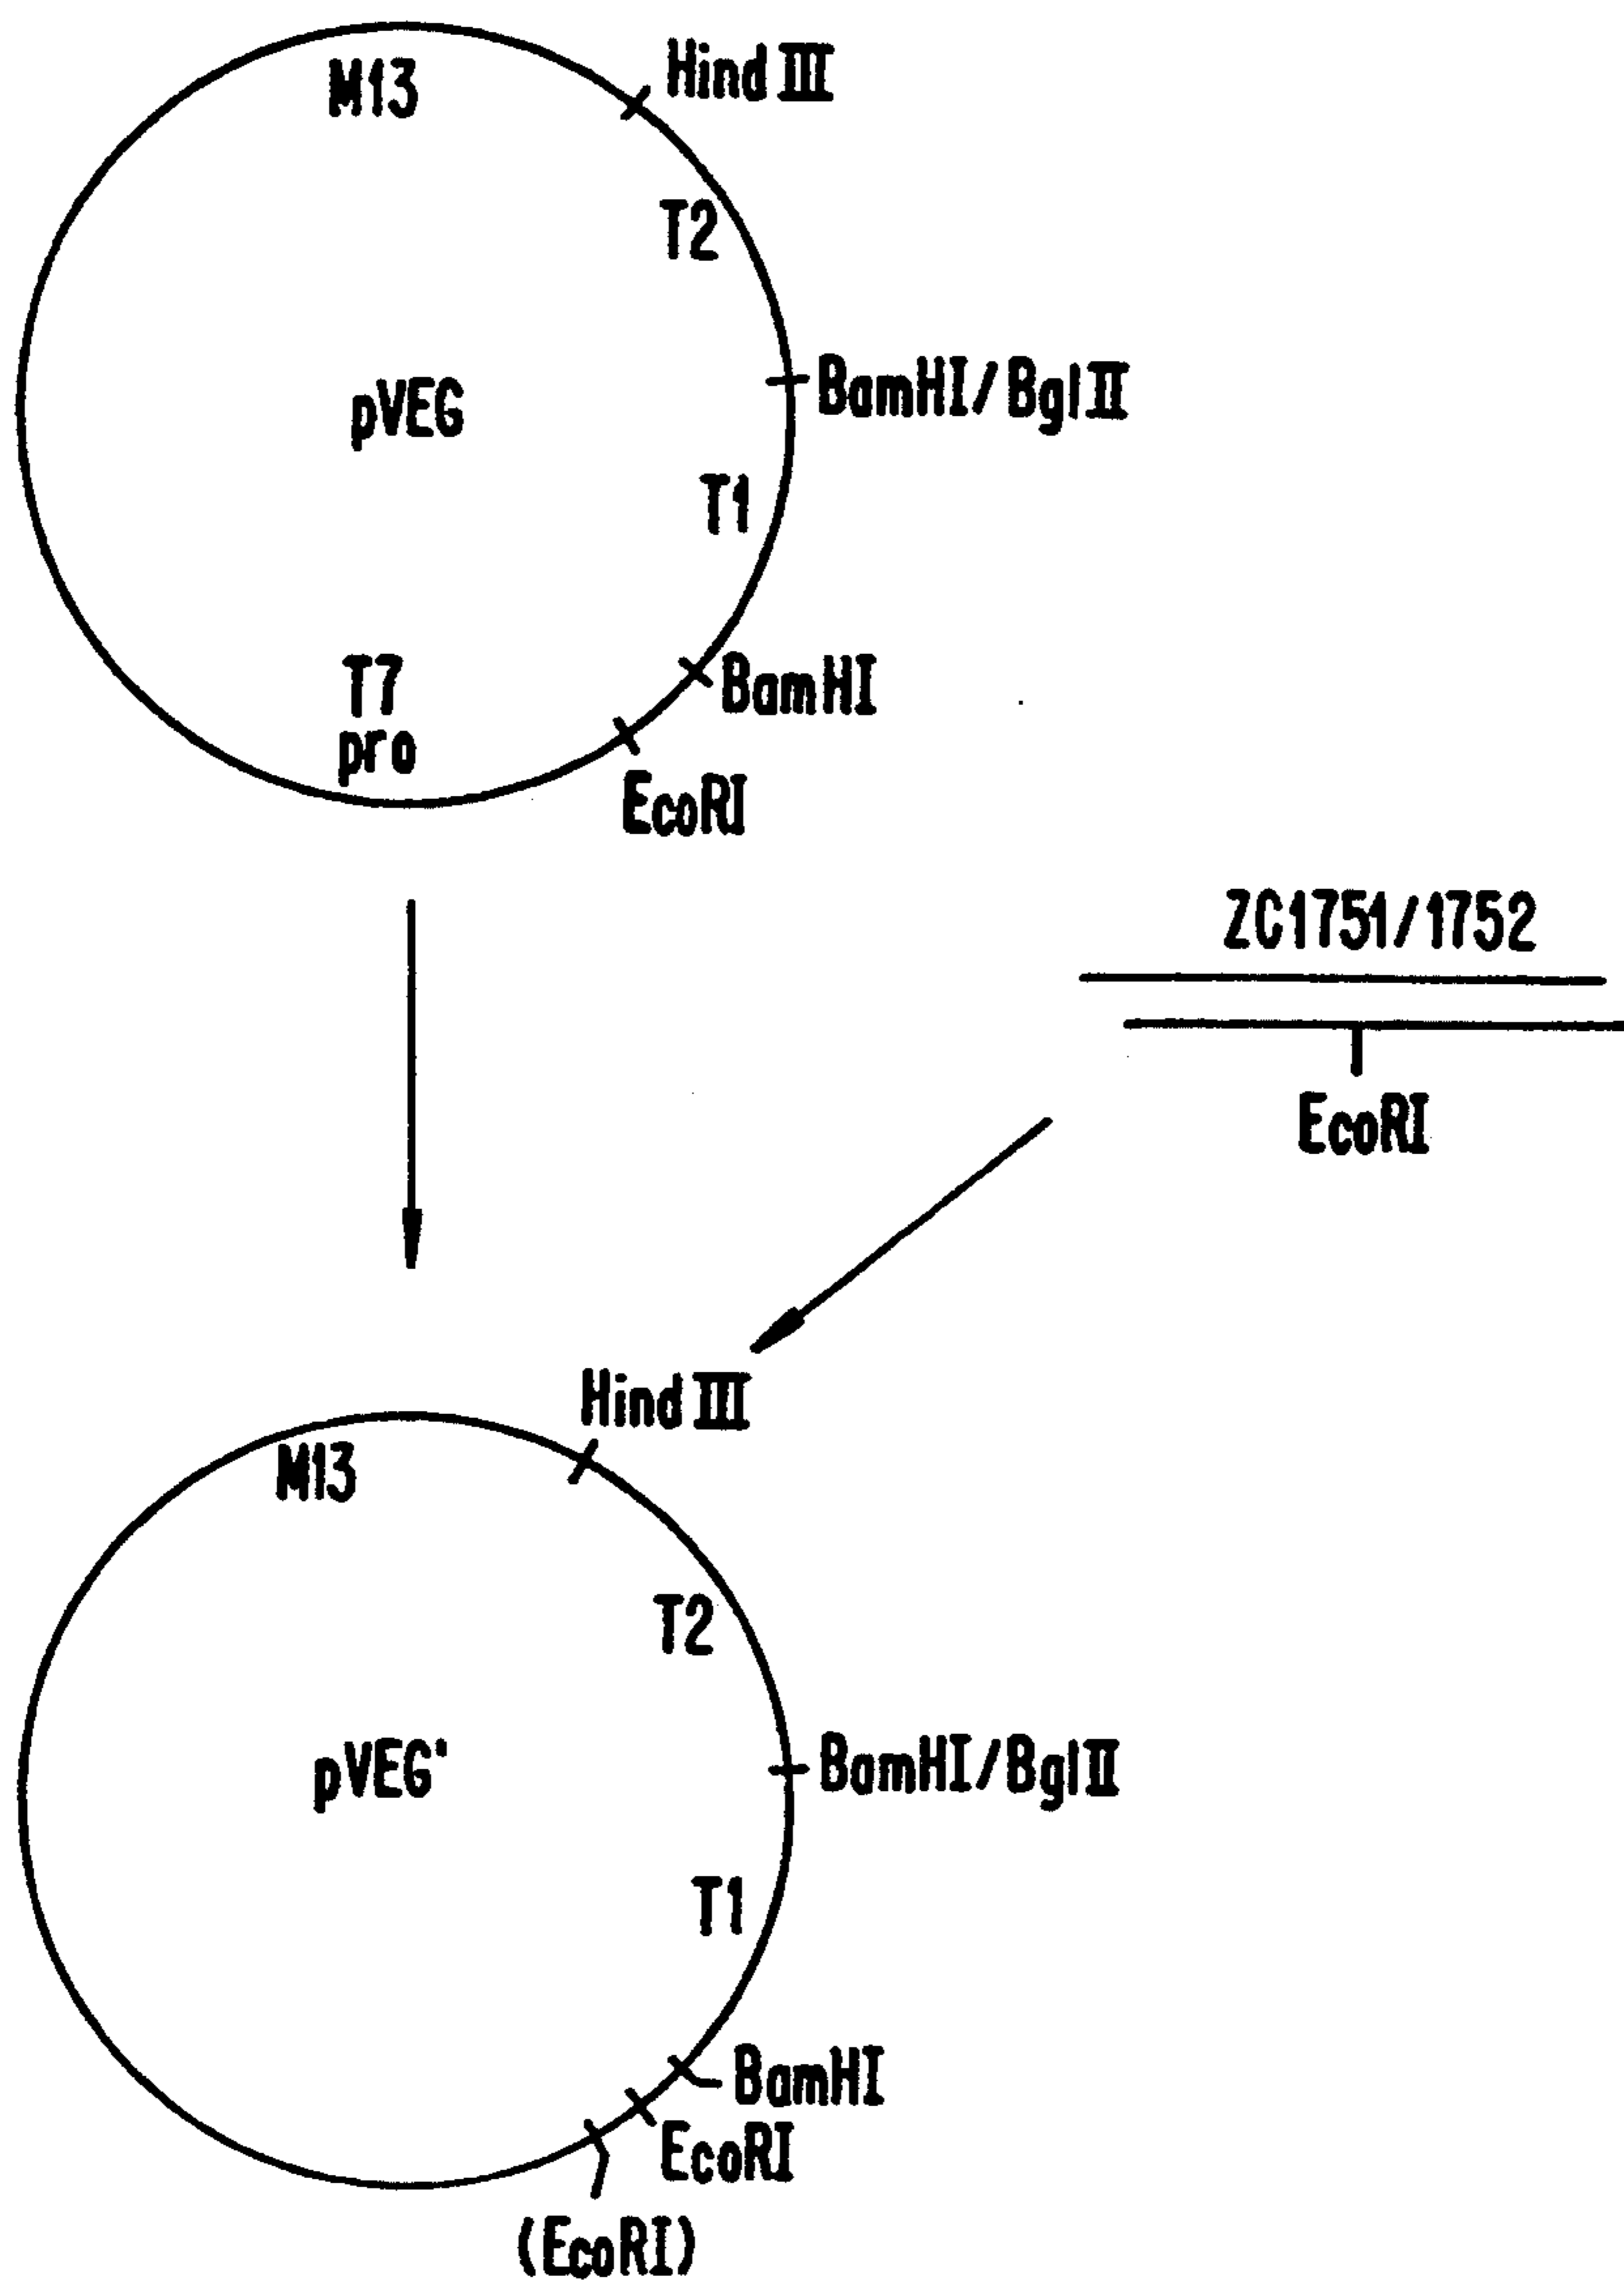 M13
Hind III
T2
pVEG
BamHI/BglII
T1
T7
pro
BamHI
EcoRI
ZC1751/1752
EcoRI
Hind III
M13
T2
pVEG'
BamHI/BglII
T1
BamHI
EcoRI
(EcoRI)